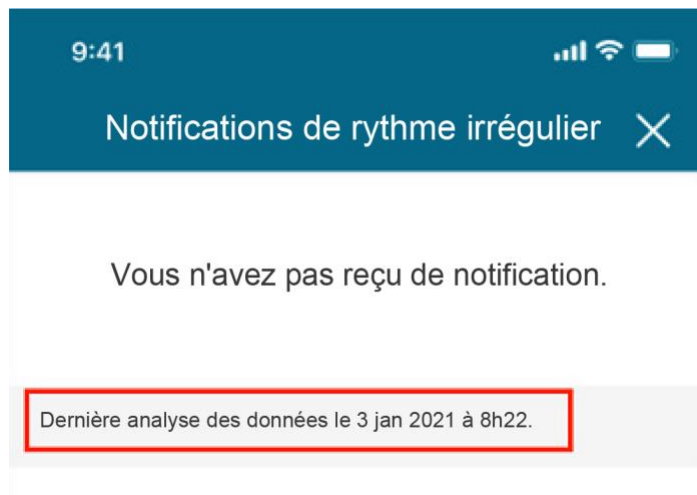 9:41
Notifications de rythme irrégulier
Vous n'avez pas reçu de notification.
Dernière analyse des données le 3 jan 2021 à 8h22.